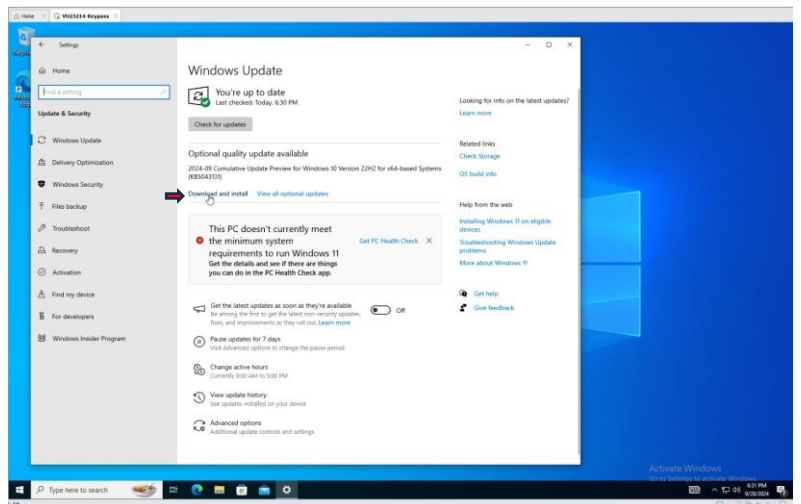 Home
VU23214-Keypass
Settings
Home
Find a setting
Update & Security
Windows Update
Delivery Optimization
Windows Security
Files backup
Troubleshoot
Recovery
Activation
Find my device
For developers
Windows Insider Program
Windows Update
You're up to date
Last checked: Today, 6:30 PM
Check for updates
Optional quality update available
2024-09 Cumulative Update Preview for Windows 10 Version 22H2 for x64-based Systems
(KB5043131)
Download and install View all optional updates
This PC doesn't currently meet
the minimum system
requirements to run Windows 11
Get the details and see if there are things
you can do in the PC Health Check app.
Get PC Health Check
Get the latest updates as soon as they're available
Be among the first to get the latest non-security updates,
fixes, and improvements as they roll out. Learn more
Off
Pause updates for 7 days
Visit Advanced options to change the pause period
Change active hours
Currently 8:00 AM to 5:00 PM
View update history
See updates installed on your device
Advanced options
Additional update controls and settings
Looking for info on the latest updates?
Learn more
Related links
Check Storage
OS build info
Help from the web
Installing Windows 11 on eligible
devices
Troubleshooting Windows Update
problems
More about Windows 11
Get help
Give feedback
Activate Windows
Go to Settings to activate Windows.
Type here to search
8:31 PM
9/28/2024